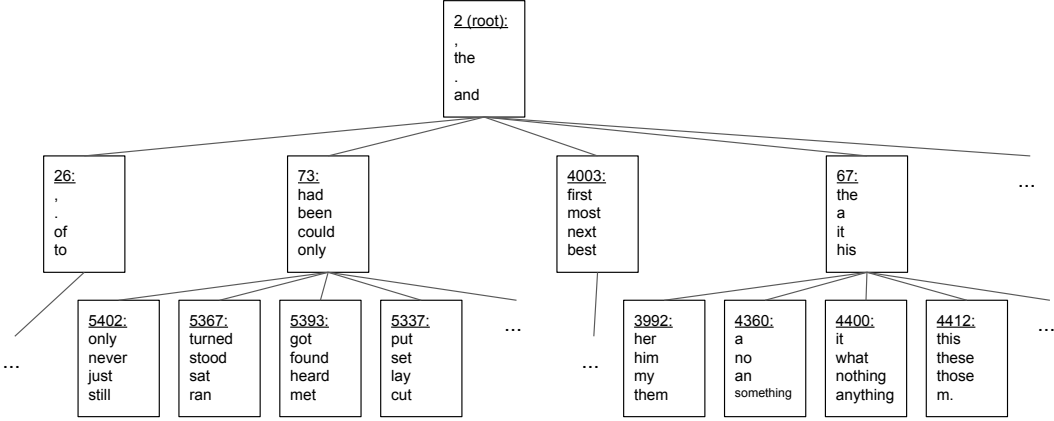 2 (root):
,
the
.
and
26:
,
.
of
to
73:
had
been
could
only
4003:
first
most
next
best
67:
the
a
it
his
...
...
5402:
only
never
just
still
5367:
turned
stood
sat
ran
5393:
got
found
heard
met
5337:
put
set
lay
cut
...
...
3992:
her
him
my
them
4360:
a
no
an
something
4400:
it
what
nothing
anything
4412:
this
these
those
m.
...